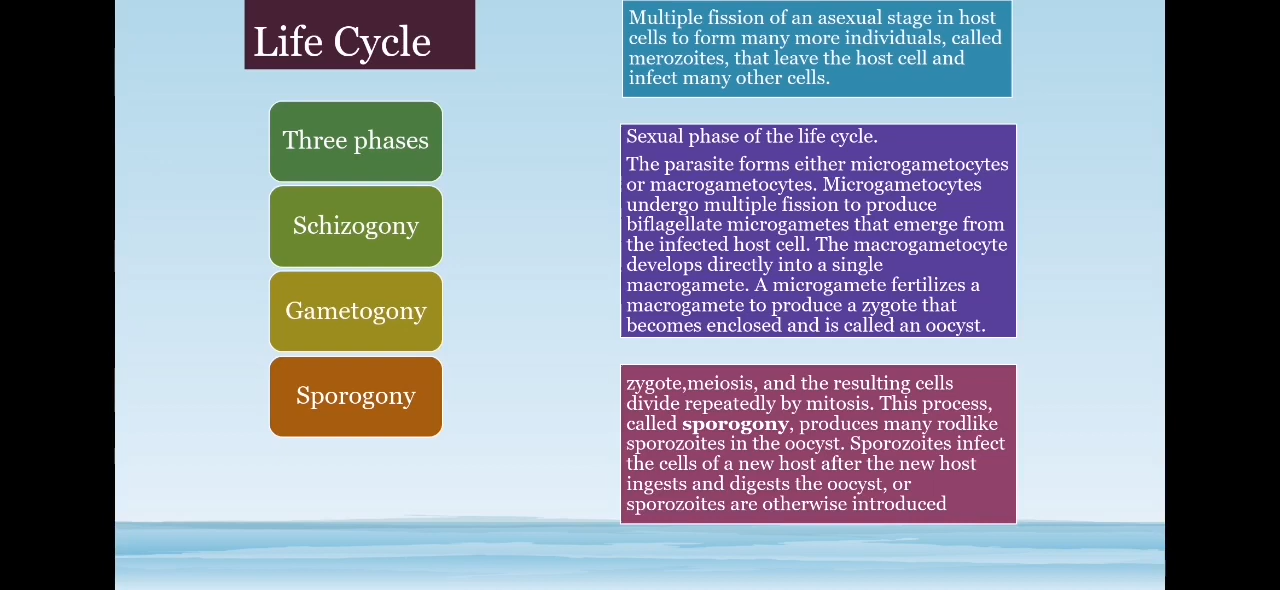 Life Cycle
Three phases
Schizogony
Gametogony
Sporogony
Multiple fission of an asexual stage in host
cells to form many more individuals, called
merozoites, that leave the host cell and
infect many other cells.
Sexual phase of the life cycle.
The parasite forms either microgametocytes
or macrogametocytes. Microgametocytes
undergo multiple fission to produce
biflagellate microgametes that emerge from
the infected host cell. The macrogametocyte
develops directly into a single
macrogamete. A microgamete fertilizes a
macrogamete to produce a zygote that
becomes enclosed and is called an oocyst.
zygote,meiosis, and the resulting cells
divide repeatedly by mitosis. This process,
called sporogony, produces many rodlike
sporozoites in the oocyst. Sporozoites infect
the cells of a new host after the new host
ingests and digests the oocyst, or
sporozoites are otherwise introduced